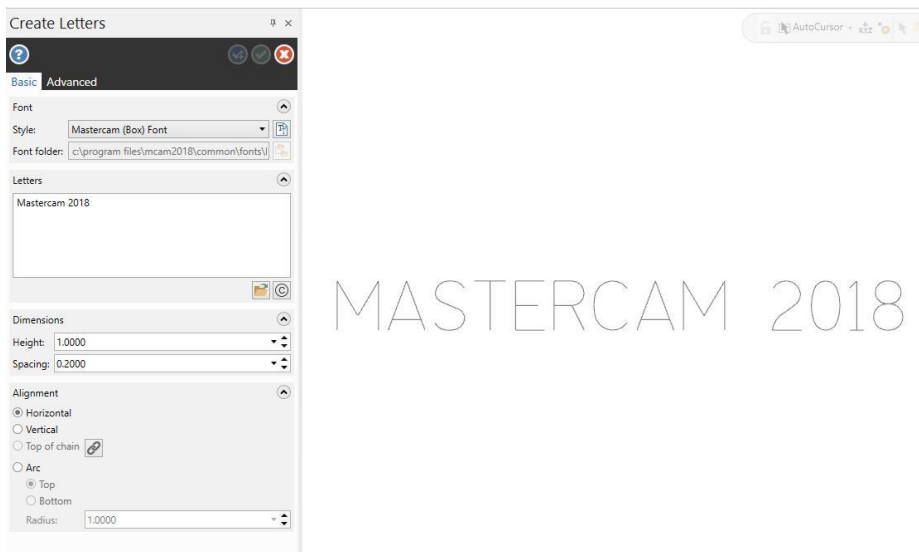 Create Letters
AutoCursor
Basic Advanced
Font
Style: Mastercam (Box) Font
Font folder: c:\program files\mcam2018\common\fonts\
Letters
Mastercam 2018
MASTERCAM 2018
Dimensions
Height: 1.0000
Spacing: 0.2000
Alignment
Horizontal
Vertical
Top of chain
Arc
Top
Bottom
Radius: 1.0000